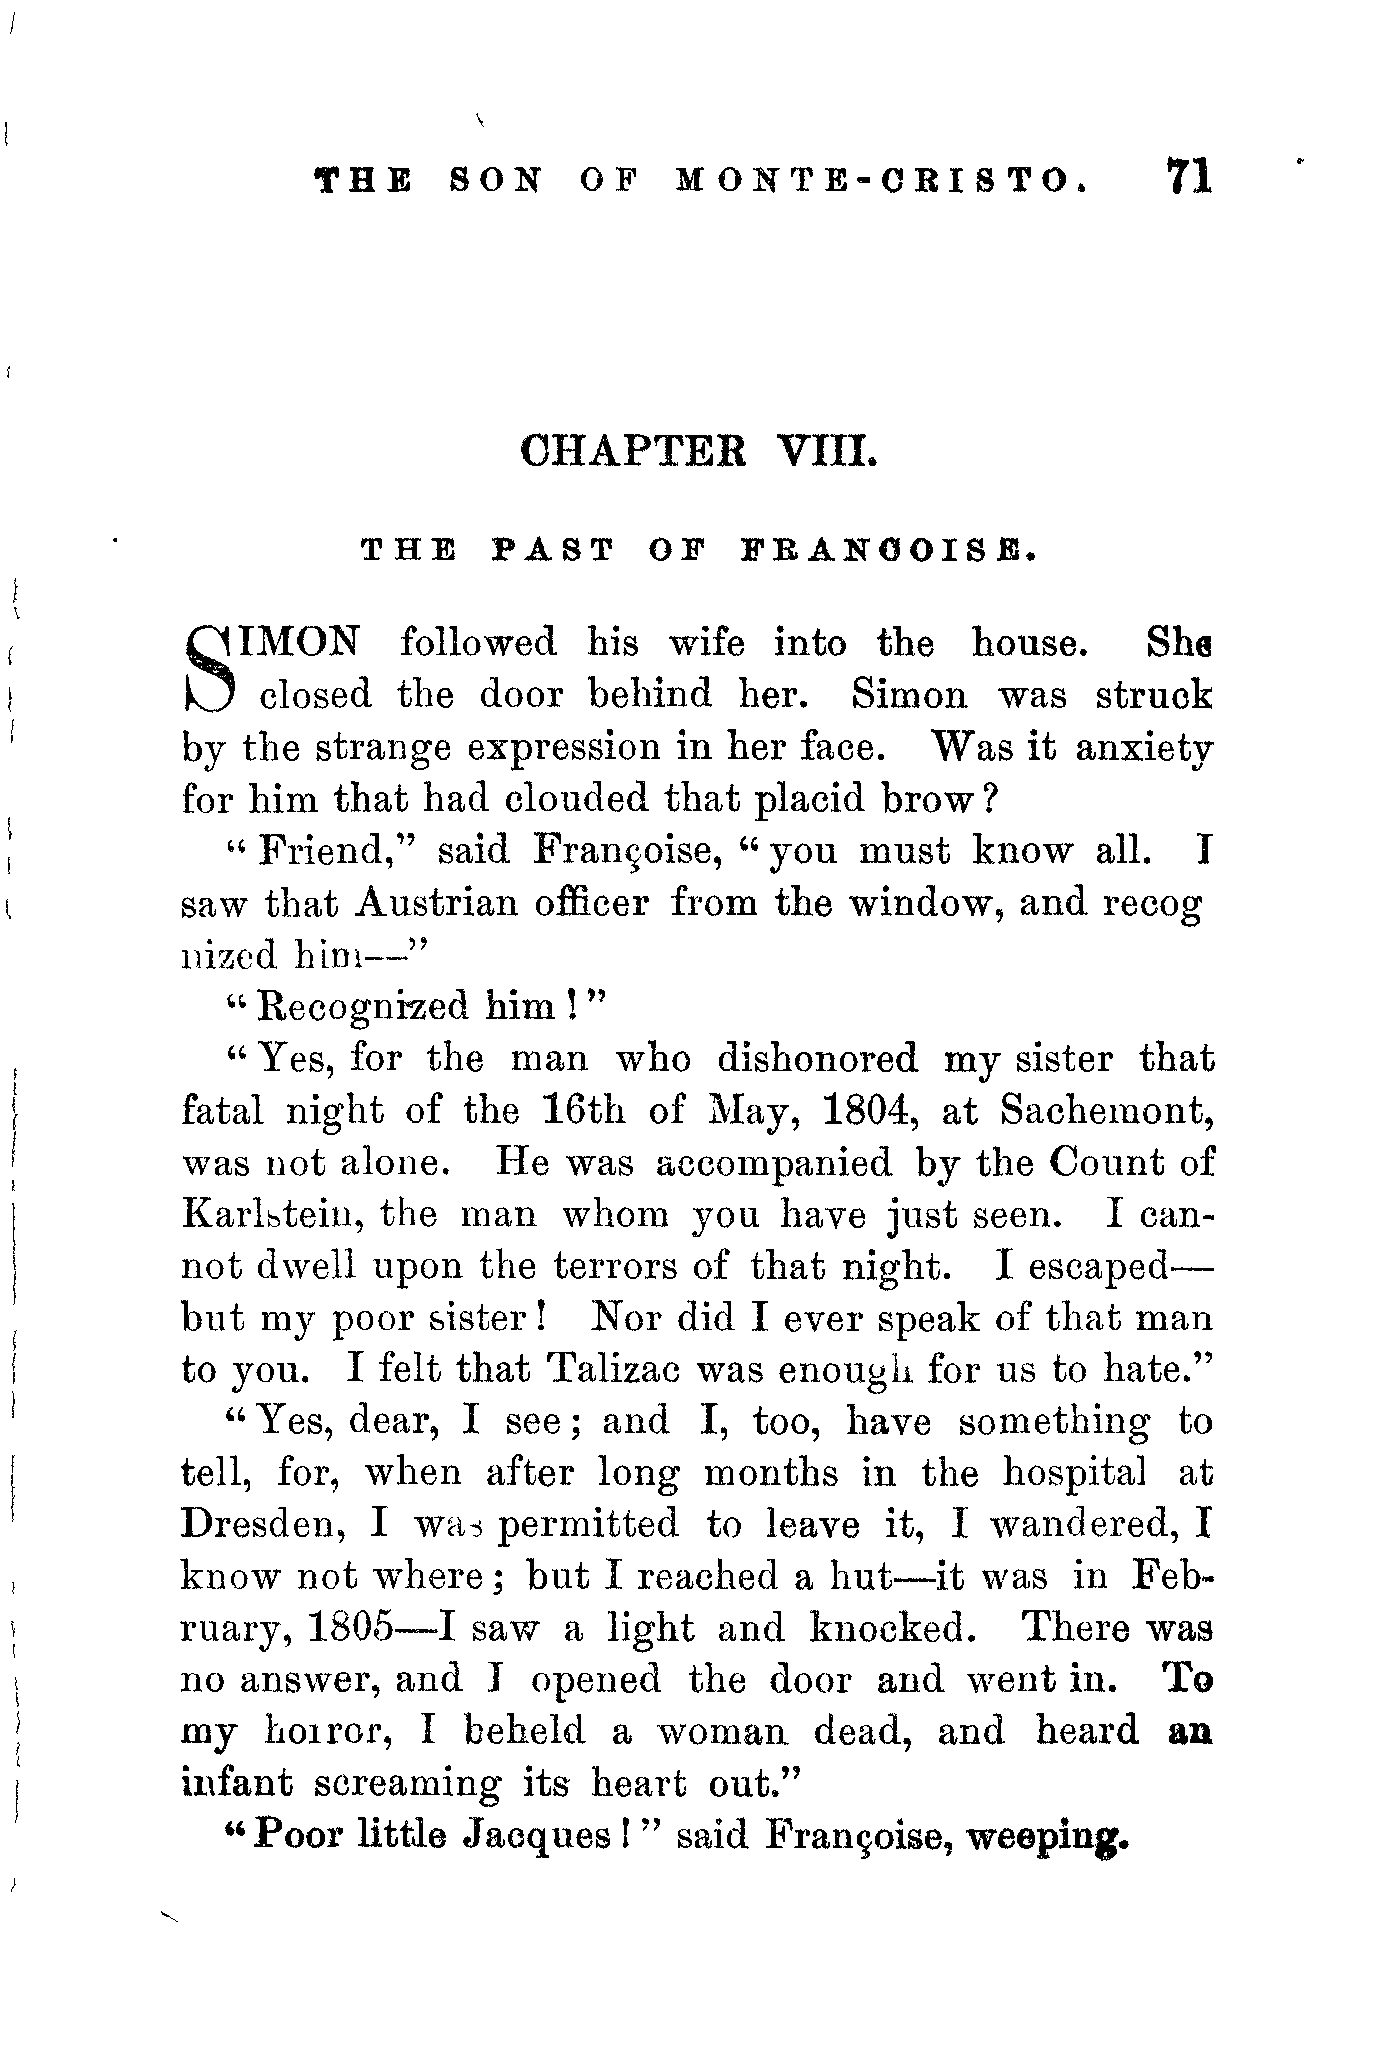 THE SON OF MONTE-CRISTO. 71
CHAPTER VIII.
THE PAST OF FRANCOISE.
SIMON followed his wife into the house. She
closed the door behind her. Simon was struck
by the strange expression in her face. Was it anxiety
for him that had clouded that placid brow?
"Friend," said Françoise, "you must know all. I
saw that Austrian officer from the window, and recog
nized him—"
"Recognized him!"
"Yes, for the man who dishonored my sister that
fatal night of the 16th of May, 1804, at Sachemont,
was not alone. He was accompanied by the Count of
Karlstein, the man whom you have just seen. I can-
not dwell upon the terrors of that night. I escaped—
but my poor sister! Nor did I ever speak of that man
to you. I felt that Talizac was enough for us to hate."
"Yes, dear, I see; and I, too, have something to
tell, for, when after long months in the hospital at
Dresden, I was permitted to leave it, I wandered, I
know not where; but I reached a hut—it was in Feb-
ruary, 1805—I saw a light and knocked. There was
no answer, and I opened the door and went in. To
my horror, I beheld a woman dead, and heard an
infant screaming its heart out."
"Poor little Jacques!" said Françoise, weeping.